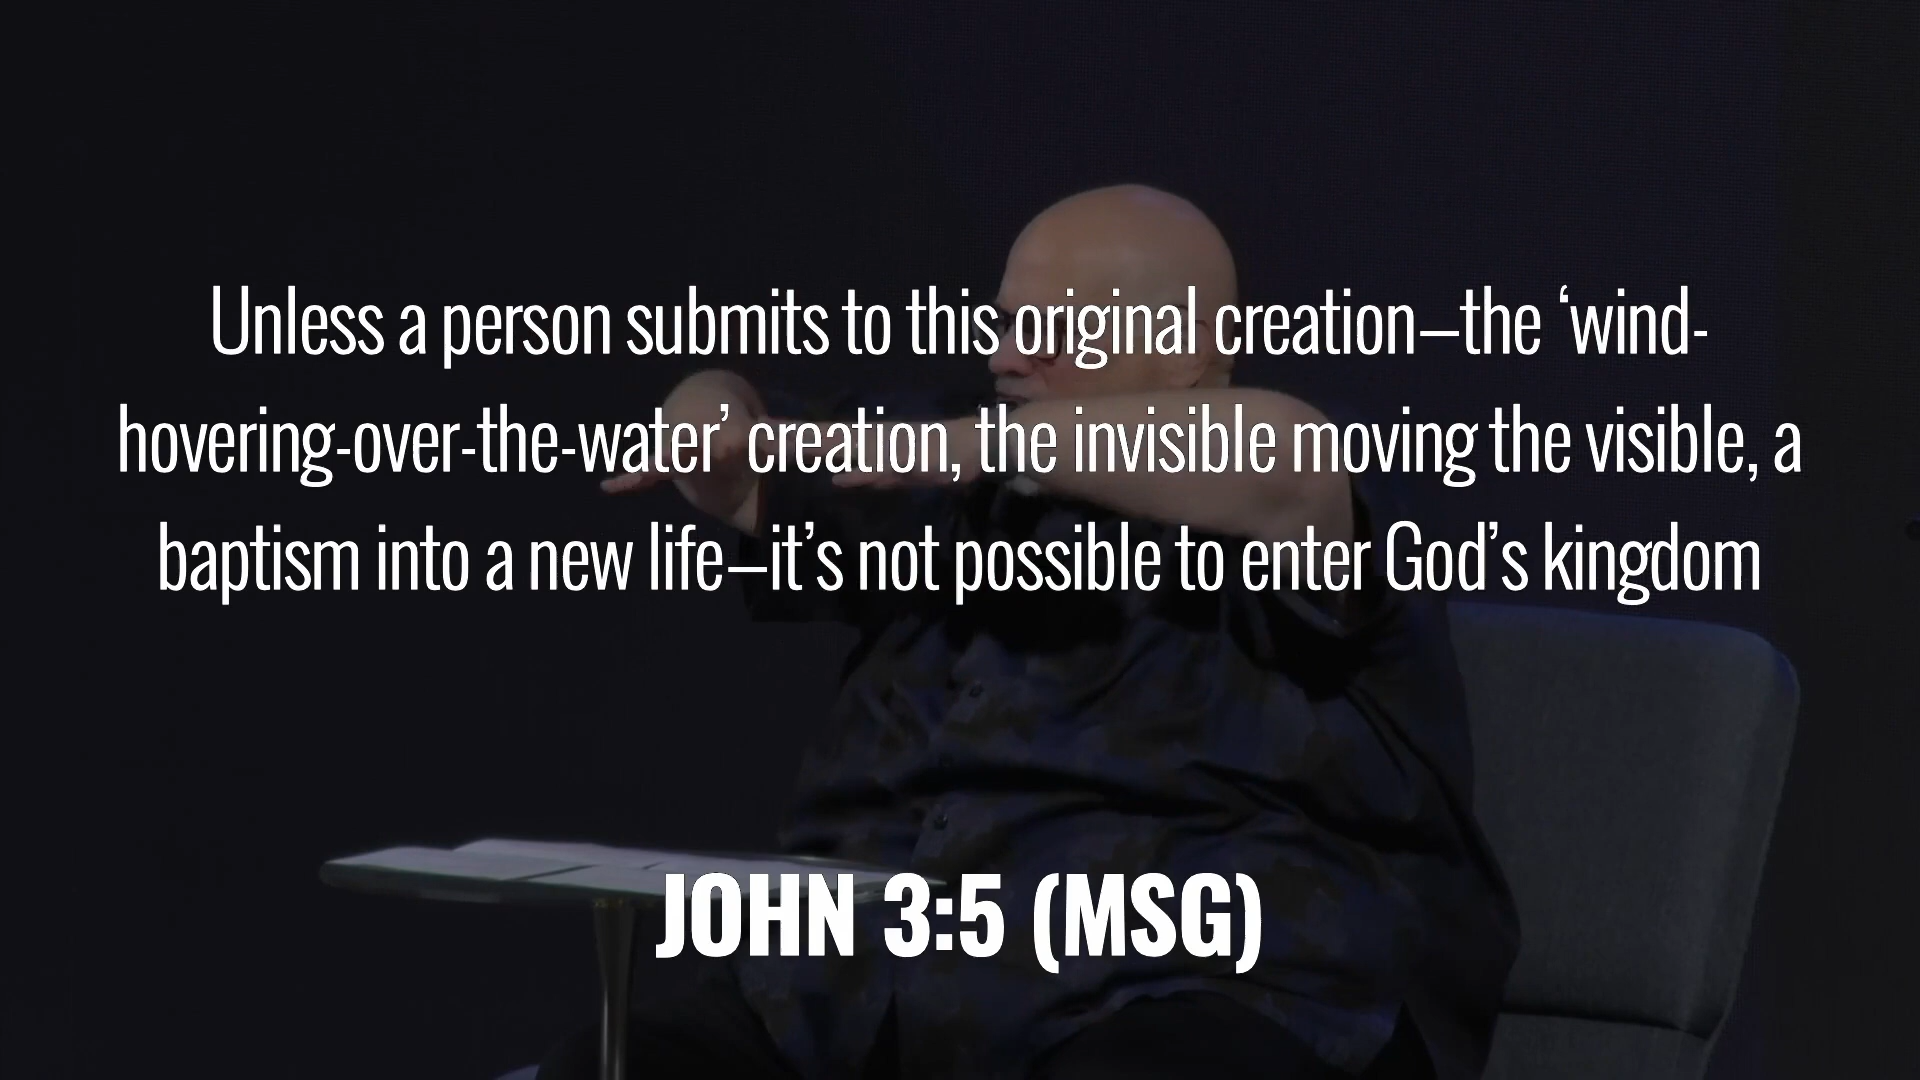 Unless a person submits to this original creation—the ‘wind-
hovering-over-the-water’ creation, the invisible moving the visible, a
baptism into a new life—it’s not possible to enter God’s kingdom
JOHN 3:5 (MSG)